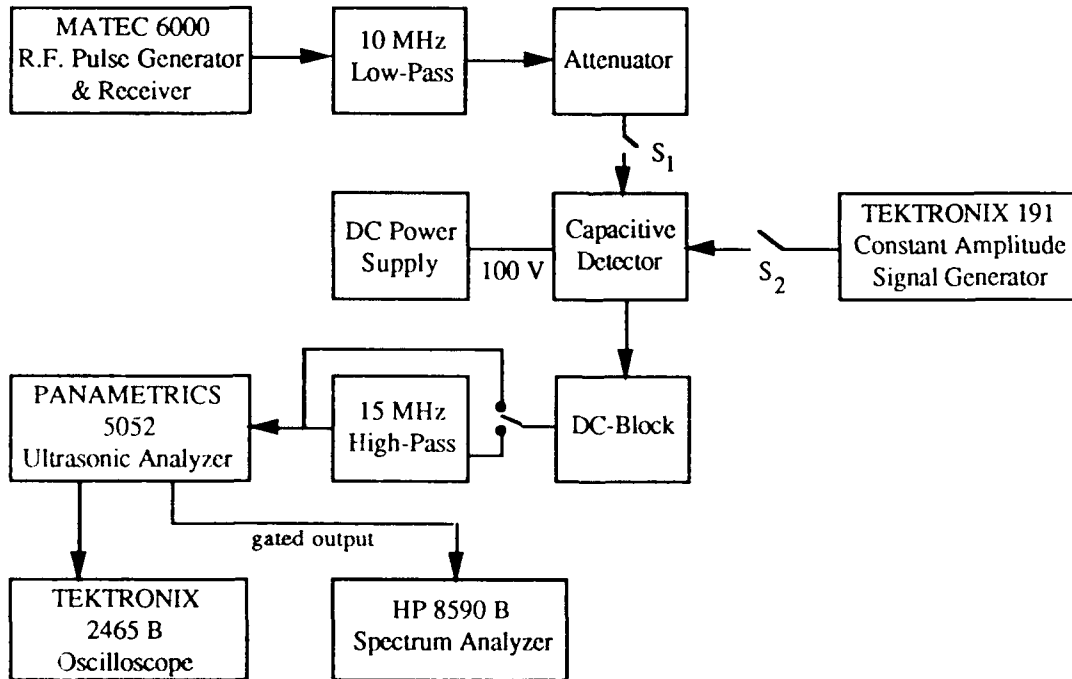 MATEC 6000
R.F. Pulse Generator
& Receiver
10 MHz
Low-Pass
Attenuator
S1
DC Power
Supply
100 V
Capacitive
Detector
S2
TEKTRONIX 191
Constant Amplitude
Signal Generator
PANAMETRICS
5052
Ultrasonic Analyzer
15 MHz
High-Pass
DC-Block
gated output
TEKTRONIX
2465 B
Oscilloscope
HP 8590 B
Spectrum Analyzer